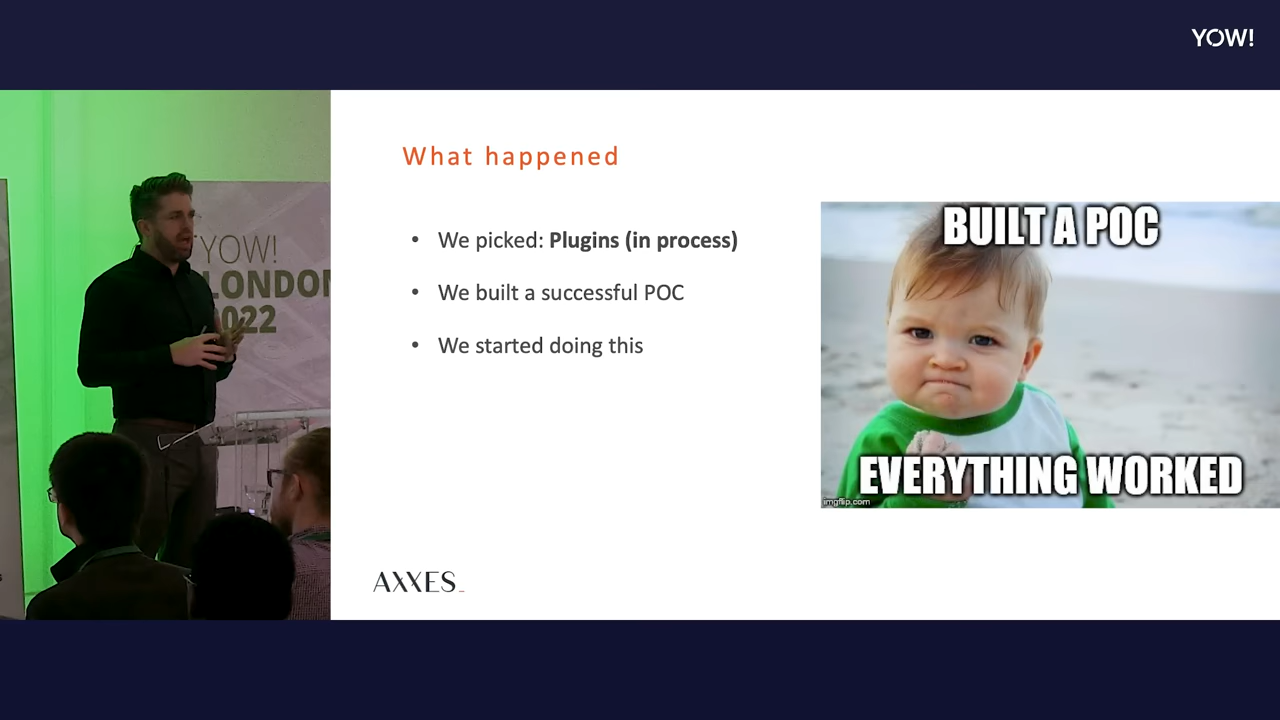 YOW!
YOW!
LONDON
2022
What happened
• We picked: Plugins (in process)
• We built a successful POC
• We started doing this
BUILT A POC
EVERYTHING WORKED
imgflip.com
AXXES_